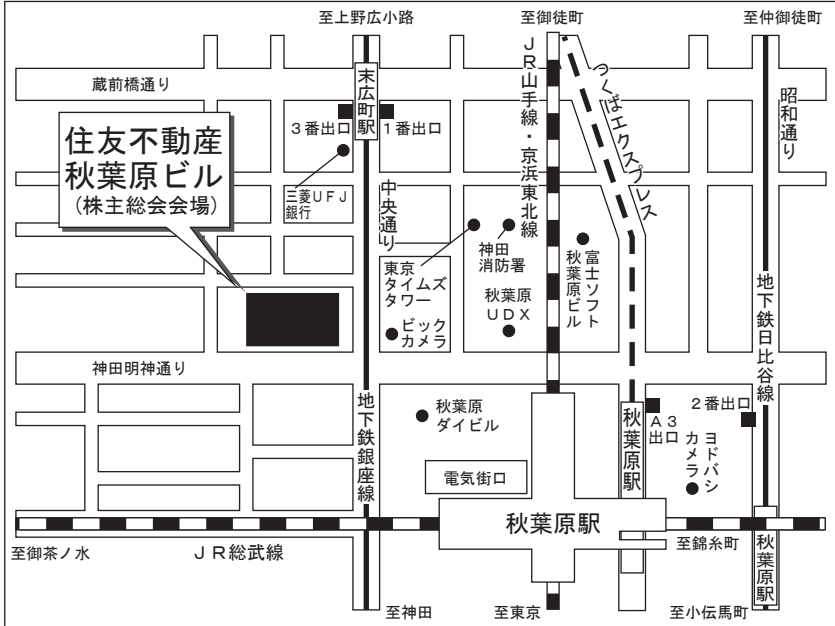 至上野広小路
至御徒町
至仲御徒町
蔵前橋通り
末広町駅
3番出口
1番出口
JR山手線・京浜東北線
つくばエクスプレス
昭和通り
住友不動産
秋葉原ビル
(株主総会会場)
三菱UFJ
銀行
中央通り
東京
タイムズ
タワー
神田
消防署
富士ソフト
秋葉原ビル
秋葉原
UDX
ビック
カメラ
地下鉄日比谷線
神田明神通り
地下鉄銀座線
秋葉原
ダイビル
秋葉原駅
A3
出口
2番出口
ヨドバシ
カメラ
電気街口
秋葉原駅
秋葉原駅
至御茶ノ水
JR総武線
至錦糸町
至神田
至東京
至小伝馬町